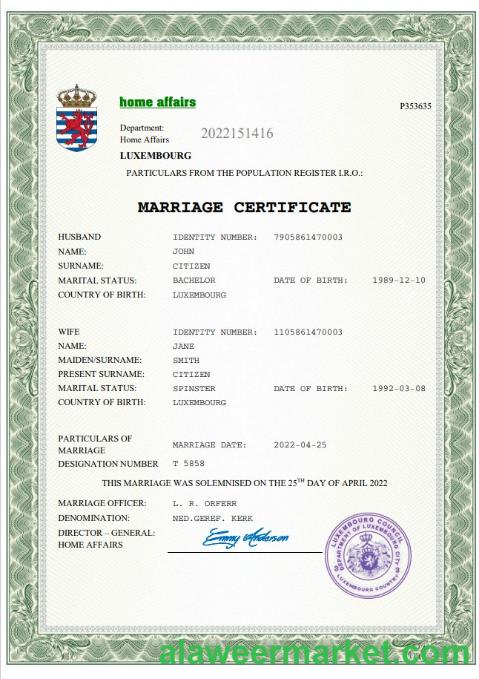 home affairs
P353635
Department:
Home Affairs
2022151416
LUXEMBOURG
PARTICULARS FROM THE POPULATION REGISTER I.R.O.:
MARRIAGE CERTIFICATE
HUSBAND IDENTITY NUMBER: 7905861470003
NAME: JOHN
SURNAME: CITIZEN
MARITAL STATUS: BACHELOR DATE OF BIRTH: 1989-12-10
COUNTRY OF BIRTH: LUXEMBOURG
WIFE IDENTITY NUMBER: 1105861470003
NAME: JANE
MAIDEN/SURNAME: SMITH
PRESENT SURNAME: CITIZEN
MARITAL STATUS: SPINSTER DATE OF BIRTH: 1992-03-08
COUNTRY OF BIRTH: LUXEMBOURG
PARTICULARS OF
MARRIAGE MARRIAGE DATE: 2022-04-25
DESIGNATION NUMBER T 5858
THIS MARRIAGE WAS SOLEMNISED ON THE 25TH DAY OF APRIL 2022
MARRIAGE OFFICER: L. R. ORFERR
DENOMINATION: NED.GEREF. KERK
DIRECTOR – GENERAL: Emmy Anderson
HOME AFFAIRS
LUXEMBOURG COUNCIL
DEPARTMENT OF LUXEMBOURG CITY
LUXEMBOURG COUNTRY
alaweermarket.com